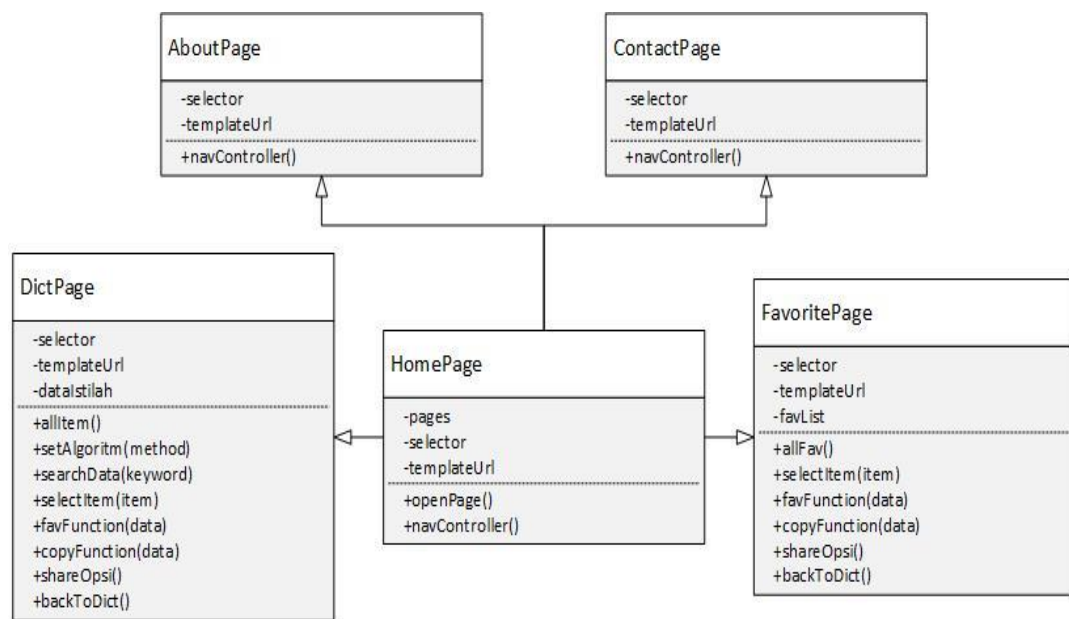 AboutPage
-selector
-templateUrl
+navController()
ContactPage
-selector
-templateUrl
+navController()
DictPage
-selector
-templateUrl
-dataIstilah
+allItem()
+setAlgoritm(method)
+searchData(keyword)
+selectItem(item)
+favFunction(data)
+copyFunction(data)
+shareOpsi()
+backToDict()
HomePage
-pages
-selector
-templateUrl
+openPage()
+navController()
FavoritePage
-selector
-templateUrl
-favList
+allFav()
+selectItem(item)
+favFunction(data)
+copyFunction(data)
+shareOpsi()
+backToDict()